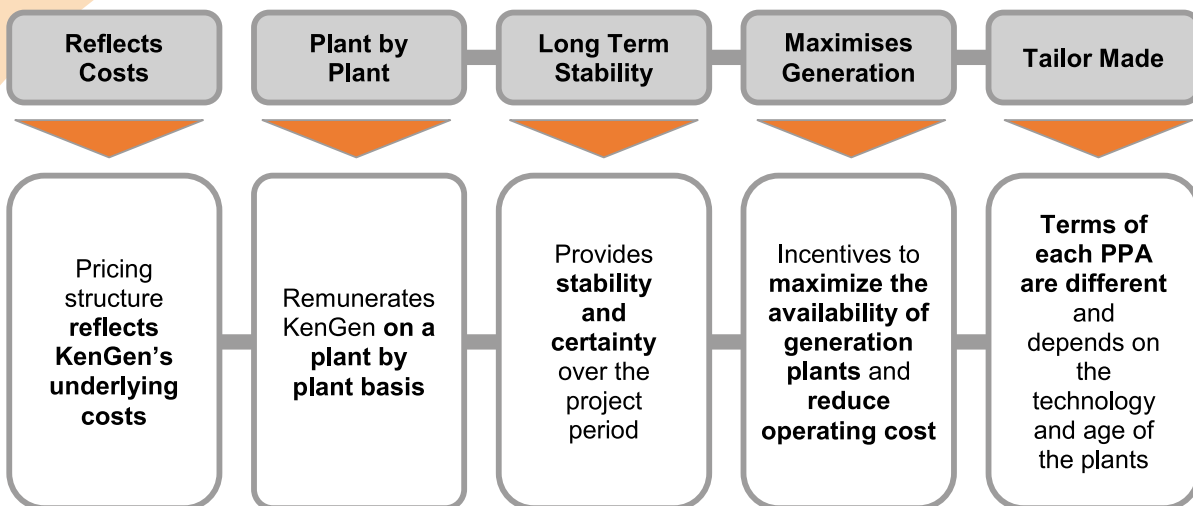 Reflects
Costs
Plant by
Plant
Long Term
Stability
Maximises
Generation
Tailor Made
Pricing
structure
reflects
KenGen’s
underlying
costs
Remunerates
KenGen on a
plant by
plant basis
Provides
stability
and
certainty
over the
project
period
Incentives to
maximize the
availability of
generation
plants and
reduce
operating cost
Terms of
each PPA
are different
and
depends on
the
technology
and age of
the plants